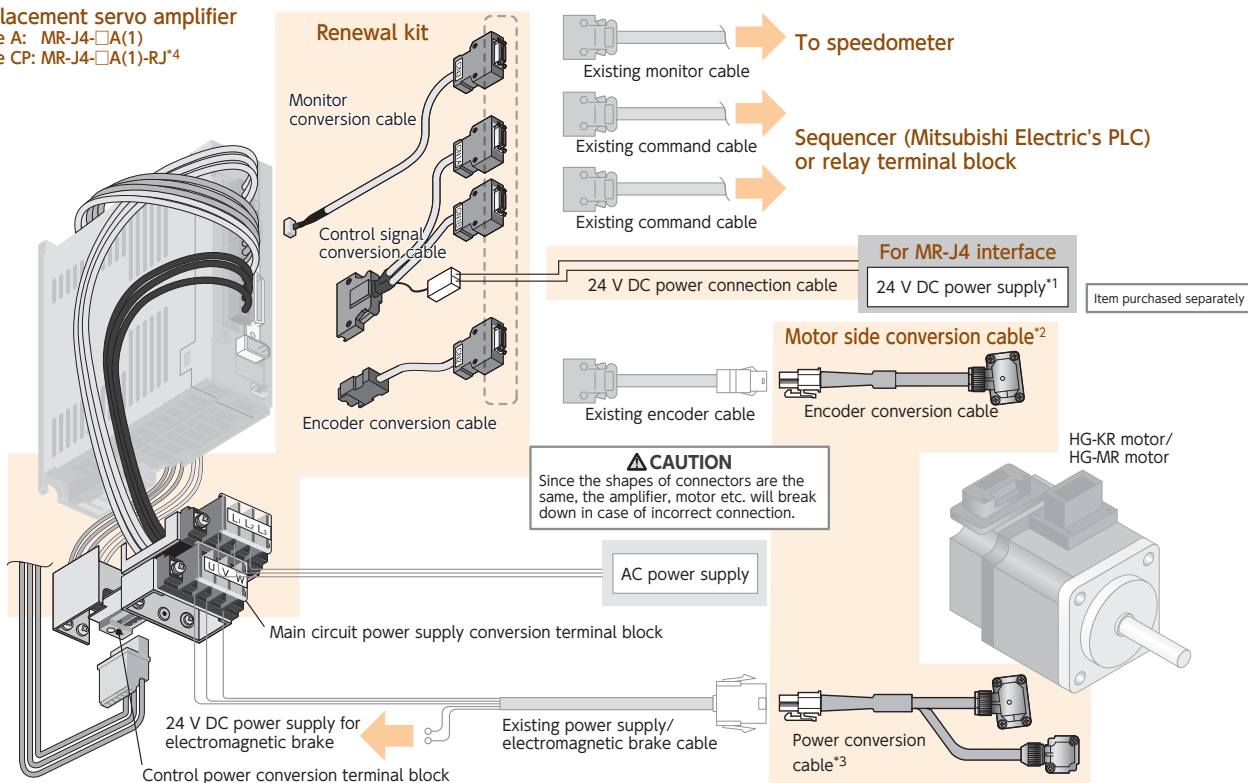 lacement servo amplifier
e A: MR-J4-□A(1)
e CP: MR-J4-□A(1)-RJ*4
Renewal kit
Monitor
conversion cable
Control signal
conversion cable
Encoder conversion cable
Existing monitor cable
To speedometer
Existing command cable
Sequencer (Mitsubishi Electric's PLC)
or relay terminal block
Existing command cable
24 V DC power connection cable
For MR-J4 interface
24 V DC power supply*1
Item purchased separately
Motor side conversion cable*2
Existing encoder cable
Encoder conversion cable
⚠ CAUTION
Since the shapes of connectors are the
same, the amplifier, motor etc. will break
down in case of incorrect connection.
HG-KR motor/
HG-MR motor
L1 L2 L3
U V W
AC power supply
Main circuit power supply conversion terminal block
24 V DC power supply for
electromagnetic brake
Existing power supply/
electromagnetic brake cable
Power conversion
cable*3
Control power conversion terminal block